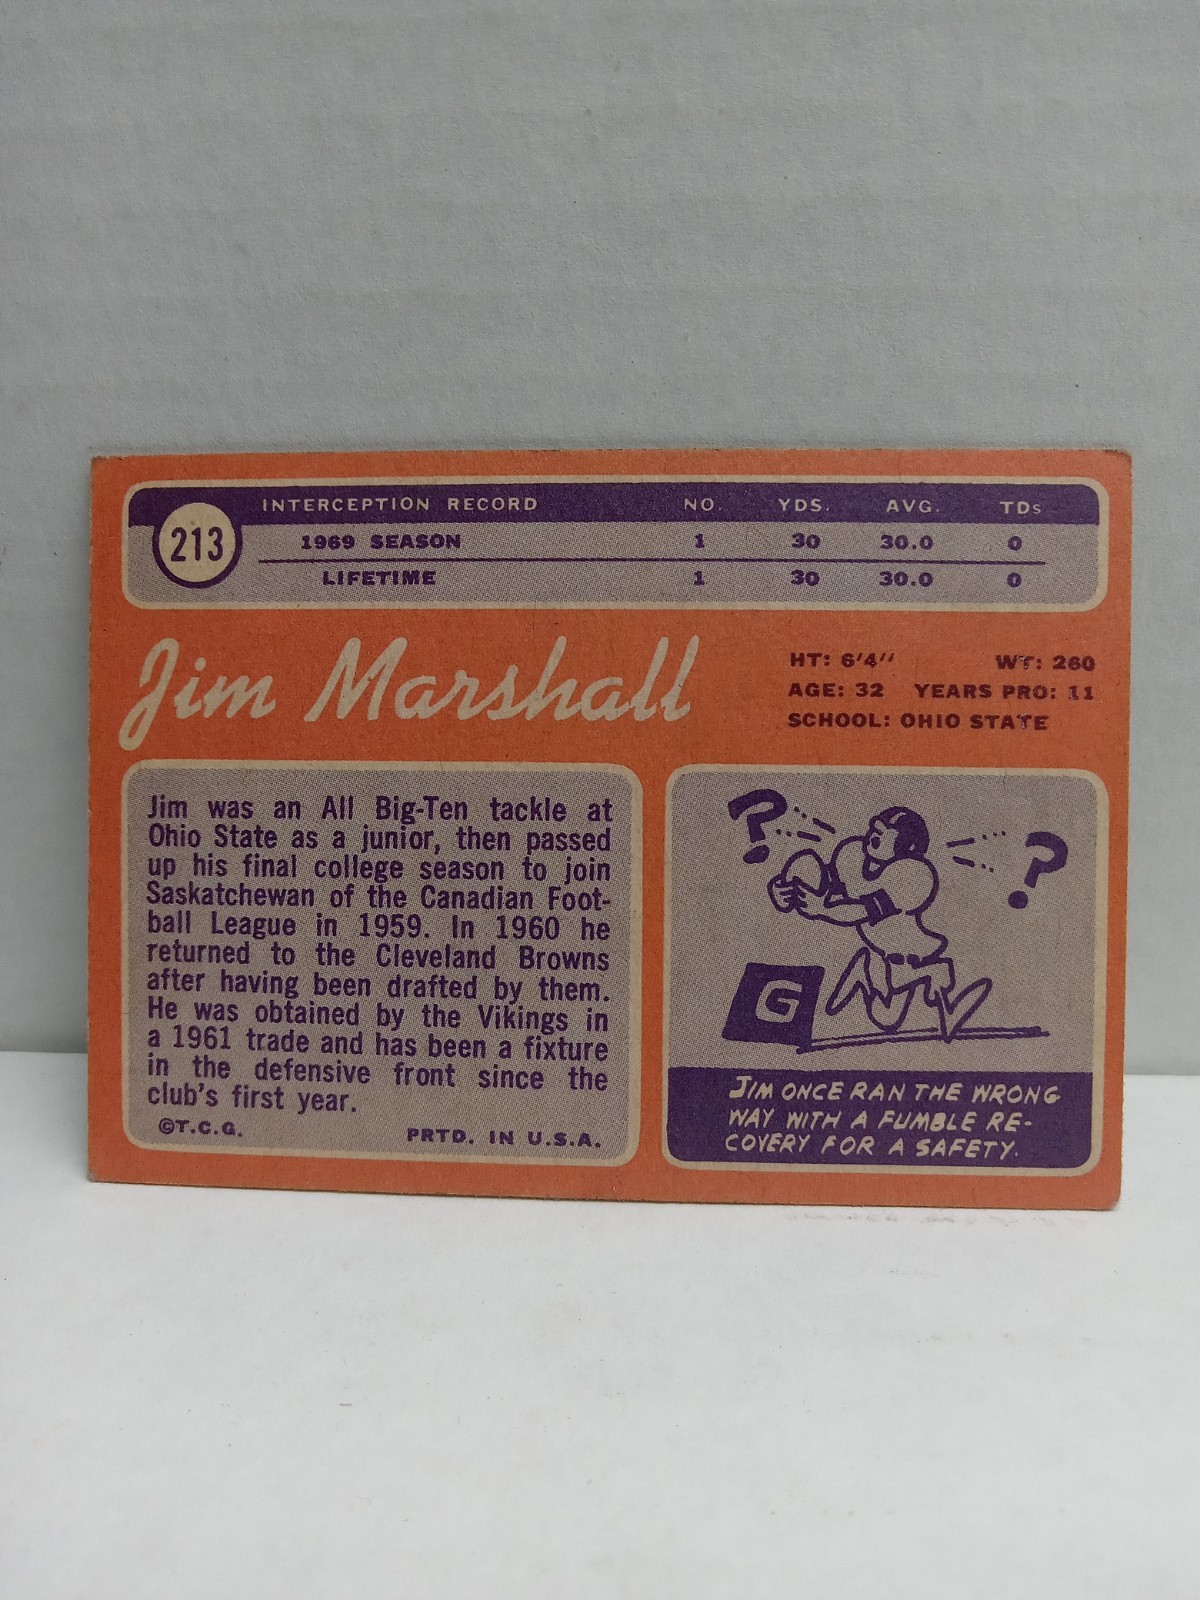 INTERCEPTION RECORD NO. YDS. AVG. TDs
213
1969 SEASON 1 30 30.0 0
LIFETIME 1 30 30.0 0
Jim Marshall
HT: 6'4" WT: 260
AGE: 32 YEARS PRO: 11
SCHOOL: OHIO STATE
Jim was an All Big-Ten tackle at
Ohio State as a junior, then passed
up his final college season to join
Saskatchewan of the Canadian Foot-
ball League in 1959. In 1960 he
returned to the Cleveland Browns
after having been drafted by them.
He was obtained by the Vikings in
a 1961 trade and has been a fixture
in the defensive front since the
club's first year.
©T.C.G. PRTD. IN U.S.A.
? ?
G
JIM ONCE RAN THE WRONG
WAY WITH A FUMBLE RE-
COVERY FOR A SAFETY.